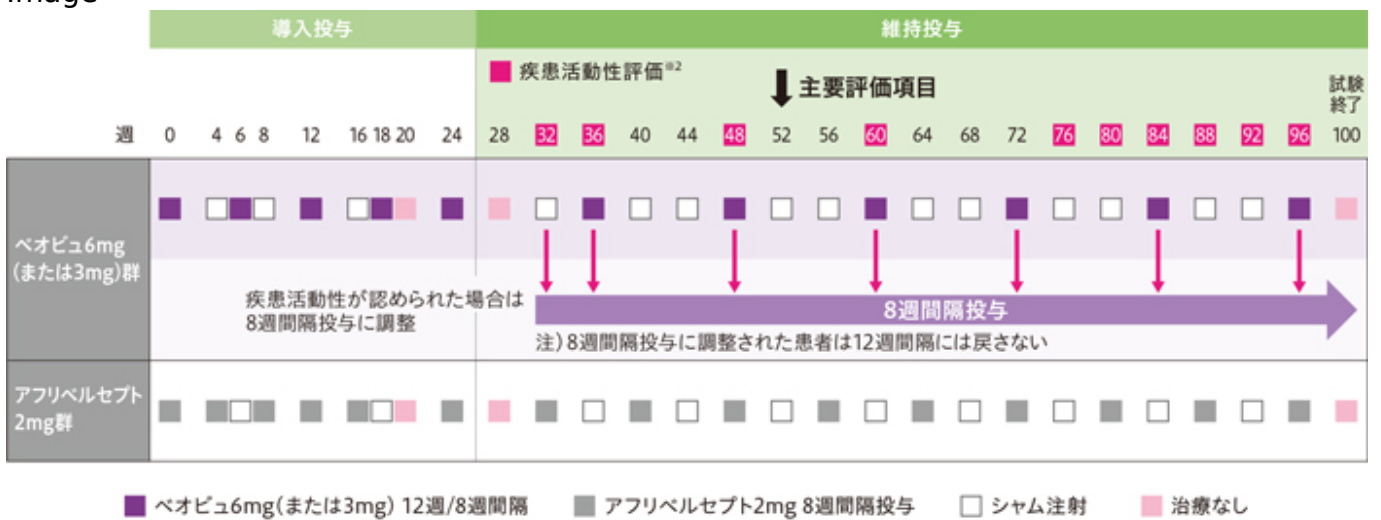 image
導入投与 維持投与
疾患活動性評価※2
主要評価項目
試験
終了
週 0 4 6 8 12 16 18 20 24 28 32 36 40 44 48 52 56 60 64 68 72 76 80 84 88 92 96 100
ベオビュ6mg
(または3mg)群
疾患活動性が認められた場合は
8週間隔投与に調整
8週間隔投与
注)8週間隔投与に調整された患者は12週間隔には戻さない
アフリベルセプト
2mg群
ベオビュ6mg(または3mg) 12週/8週間隔 アフリベルセプト2mg 8週間隔投与 シャム注射 治療なし